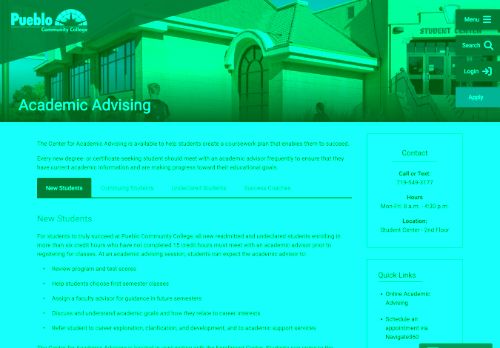 Pueblo
Community College
Menu
STUDENT CENTER
Search
Login
Apply
Academic Advising
The Center for Academic Advising is available to help students create a coursework plan that enables them to succeed.
Every new degree- or certificate-seeking student should meet with an academic advisor frequently to ensure that they
have current academic information and are making progress toward their educational goals.
New Students
Continuing Students
Undeclared Students
Success Coaches
New Students
For students to truly succeed at Pueblo Community College, all new, readmitted and undeclared students enrolling in
more than six credit hours who have not completed 15 credit hours must meet with an academic advisor prior to
registering for classes. At an academic advising session, students can expect the academic advisor to:
• Review program and test scores
• Help students choose first semester classes
• Assign a faculty advisor for guidance in future semesters
• Discuss and understand academic goals and how they relate to career interests
• Refer student to career exploration, clarification, and development, and to academic support services
Contact
Call or Text
719-549-3177
Hours
Mon-Fri: 8 a.m. - 4:30 p.m.
Location:
Student Center - 2nd Floor
Quick Links
• Online Academic
Advising
• Schedule an
appointment via
Navigate360